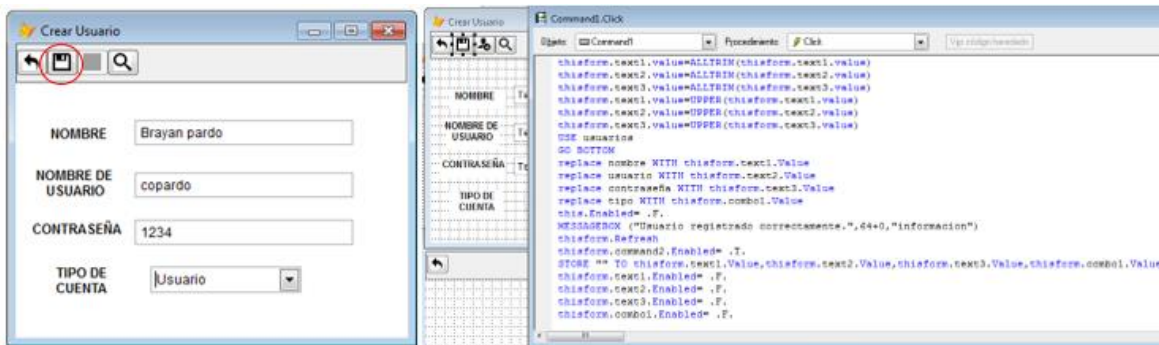 Crear Usuario
NOMBRE
Brayan pardo
NOMBRE DE
USUARIO
copardo
CONTRASEÑA
1234
TIPO DE
CUENTA
Usuario
Crear Usuario
NOMBRE
Te
NOMBRE DE
USUARIO
Te
CONTRASEÑA
Te
TIPO DE
CUENTA
Command1.Click
Objeto:
Command1
Procedimiento:
Click
Ver código heredado
thisform.text1.value=ALLTRIM(thisform.text1.value)
thisform.text2.value=ALLTRIM(thisform.text2.value)
thisform.text3.value=ALLTRIM(thisform.text3.value)
thisform.text1.value=UPPER(thisform.text1.value)
thisform.text2.value=UPPER(thisform.text2.value)
thisform.text3.value=UPPER(thisform.text3.value)
USE usuarios
GO BOTTOM
replace nombre WITH thisform.text1.Value
replace usuario WITH thisform.text2.Value
replace contraseña WITH thisform.text3.Value
replace tipo WITH thisform.combo1.Value
this.Enabled= .F.
MESSAGEBOX ("Usuario registrado correctamente.",64+0,"informacion")
thisform.Refresh
thisform.command2.Enabled= .T.
STORE "" TO thisform.text1.Value,thisform.text2.Value,thisform.text3.Value,thisform.combo1.Value
thisform.text1.Enabled= .F.
thisform.text2.Enabled= .F.
thisform.text3.Enabled= .F.
thisform.combo1.Enabled= .F.